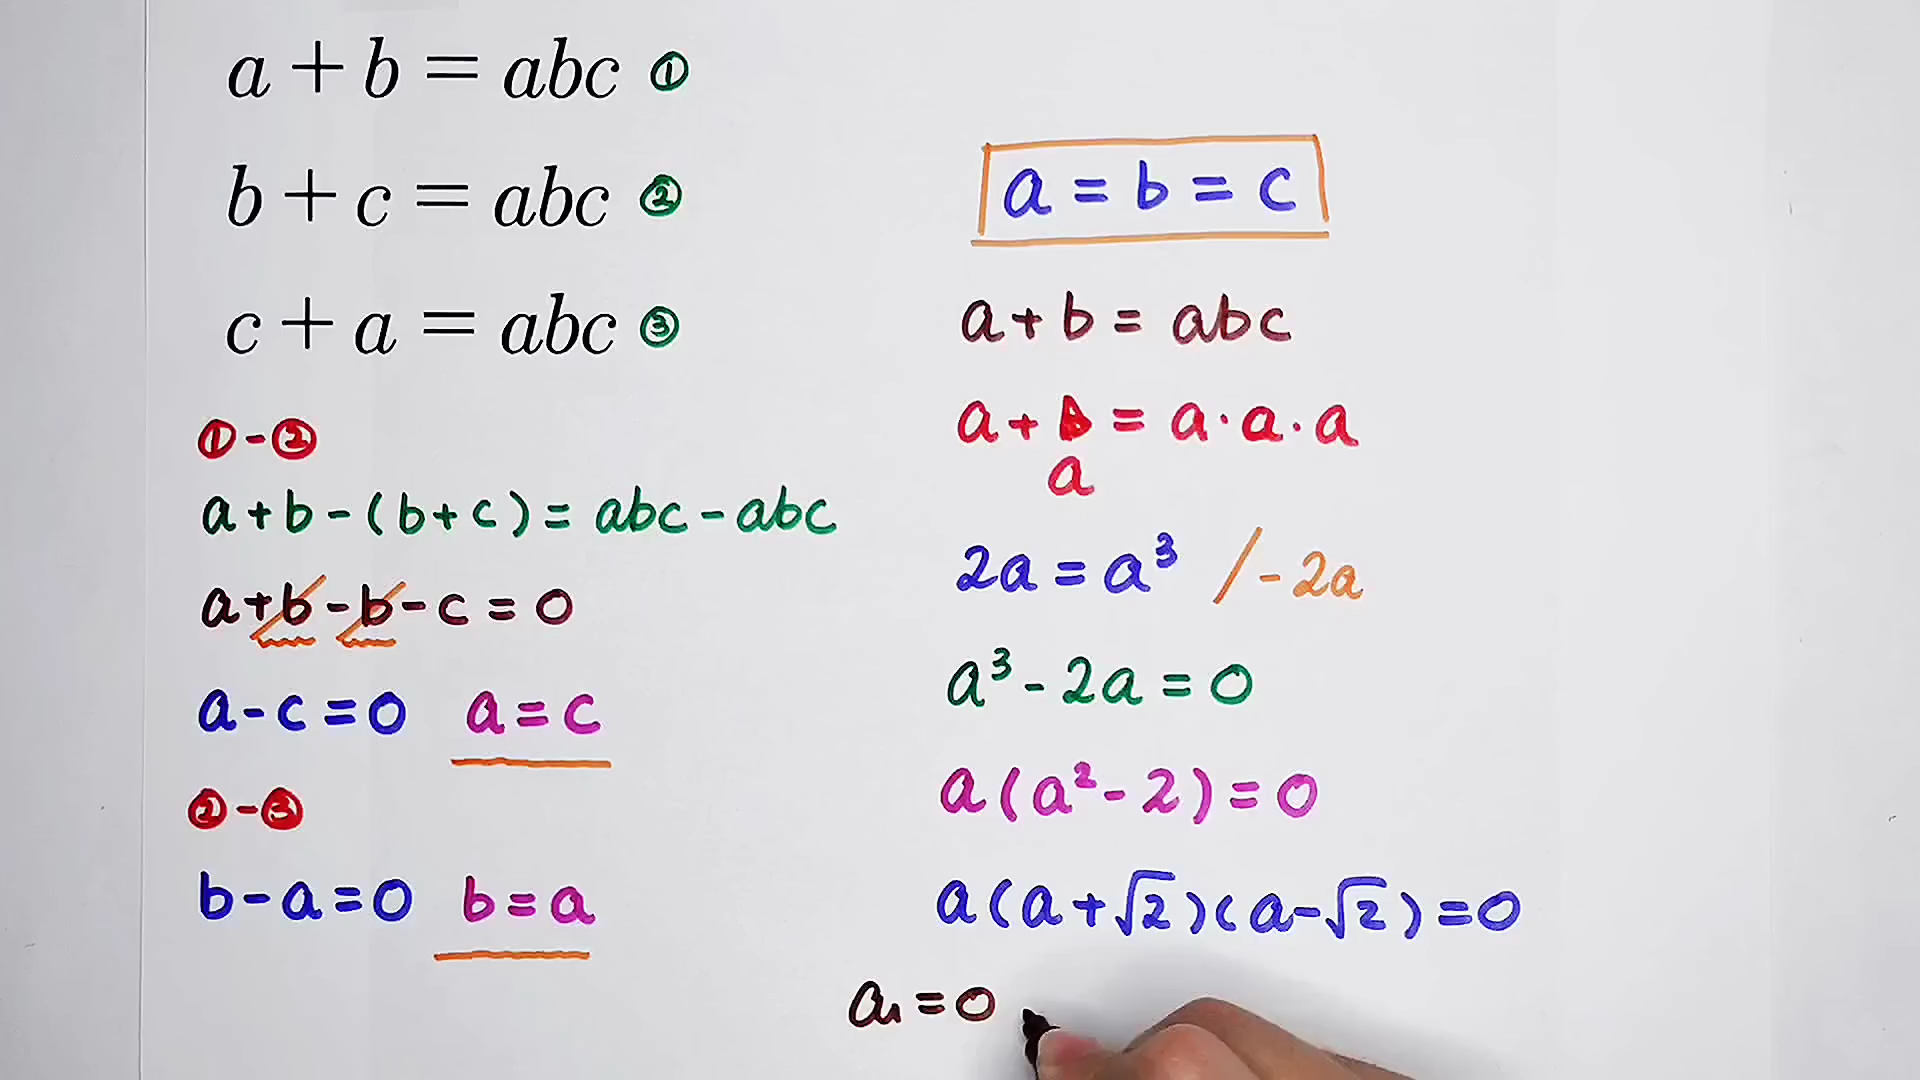 a + b = abc ①
b + c = abc ②
c + a = abc ③
①-②
a+b-(b+c)=abc-abc
a+b-b-c=0
a-c=0 a=c
②-③
b-a=0 b=a
a=b=c
a+b=abc
a+b=a·a·a
a
2a=a³ /-2a
a³-2a=0
a(a²-2)=0
a(a+√2)(a-√2)=0
a₁=0